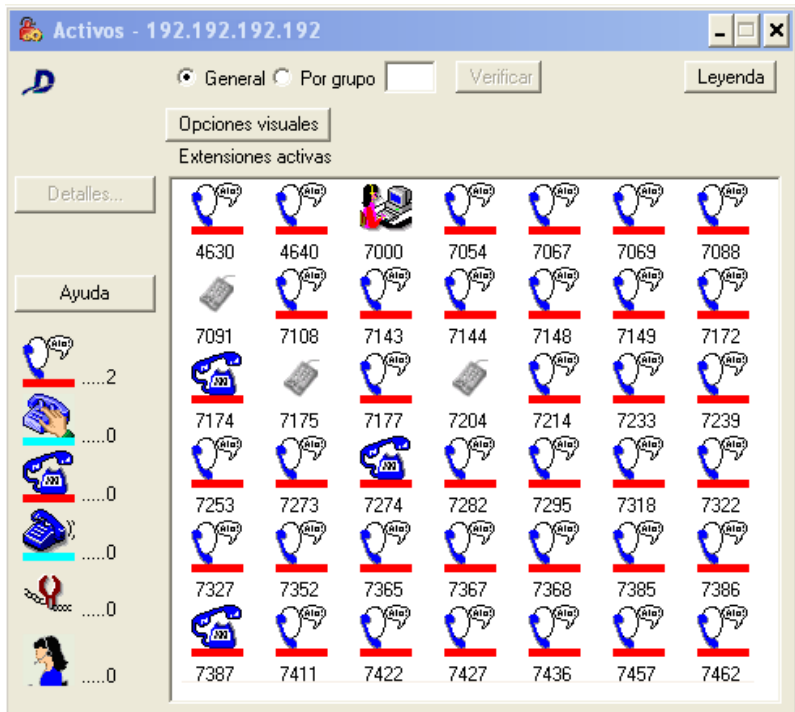 Activos - 192.192.192.192
General Por grupo Verificar Leyenda
Opciones visuales
Extensiones activas
Detalles...
4630 4640 7000 7054 7067 7069 7088
Ayuda
7091 7108 7143 7144 7148 7149 7172
.....2
7174 7175 7177 7204 7214 7233 7239
.....0
7253 7273 7274 7282 7295 7318 7322
.....0
.....0
7327 7352 7365 7367 7368 7385 7386
.....0
.....0
7387 7411 7422 7427 7436 7457 7462